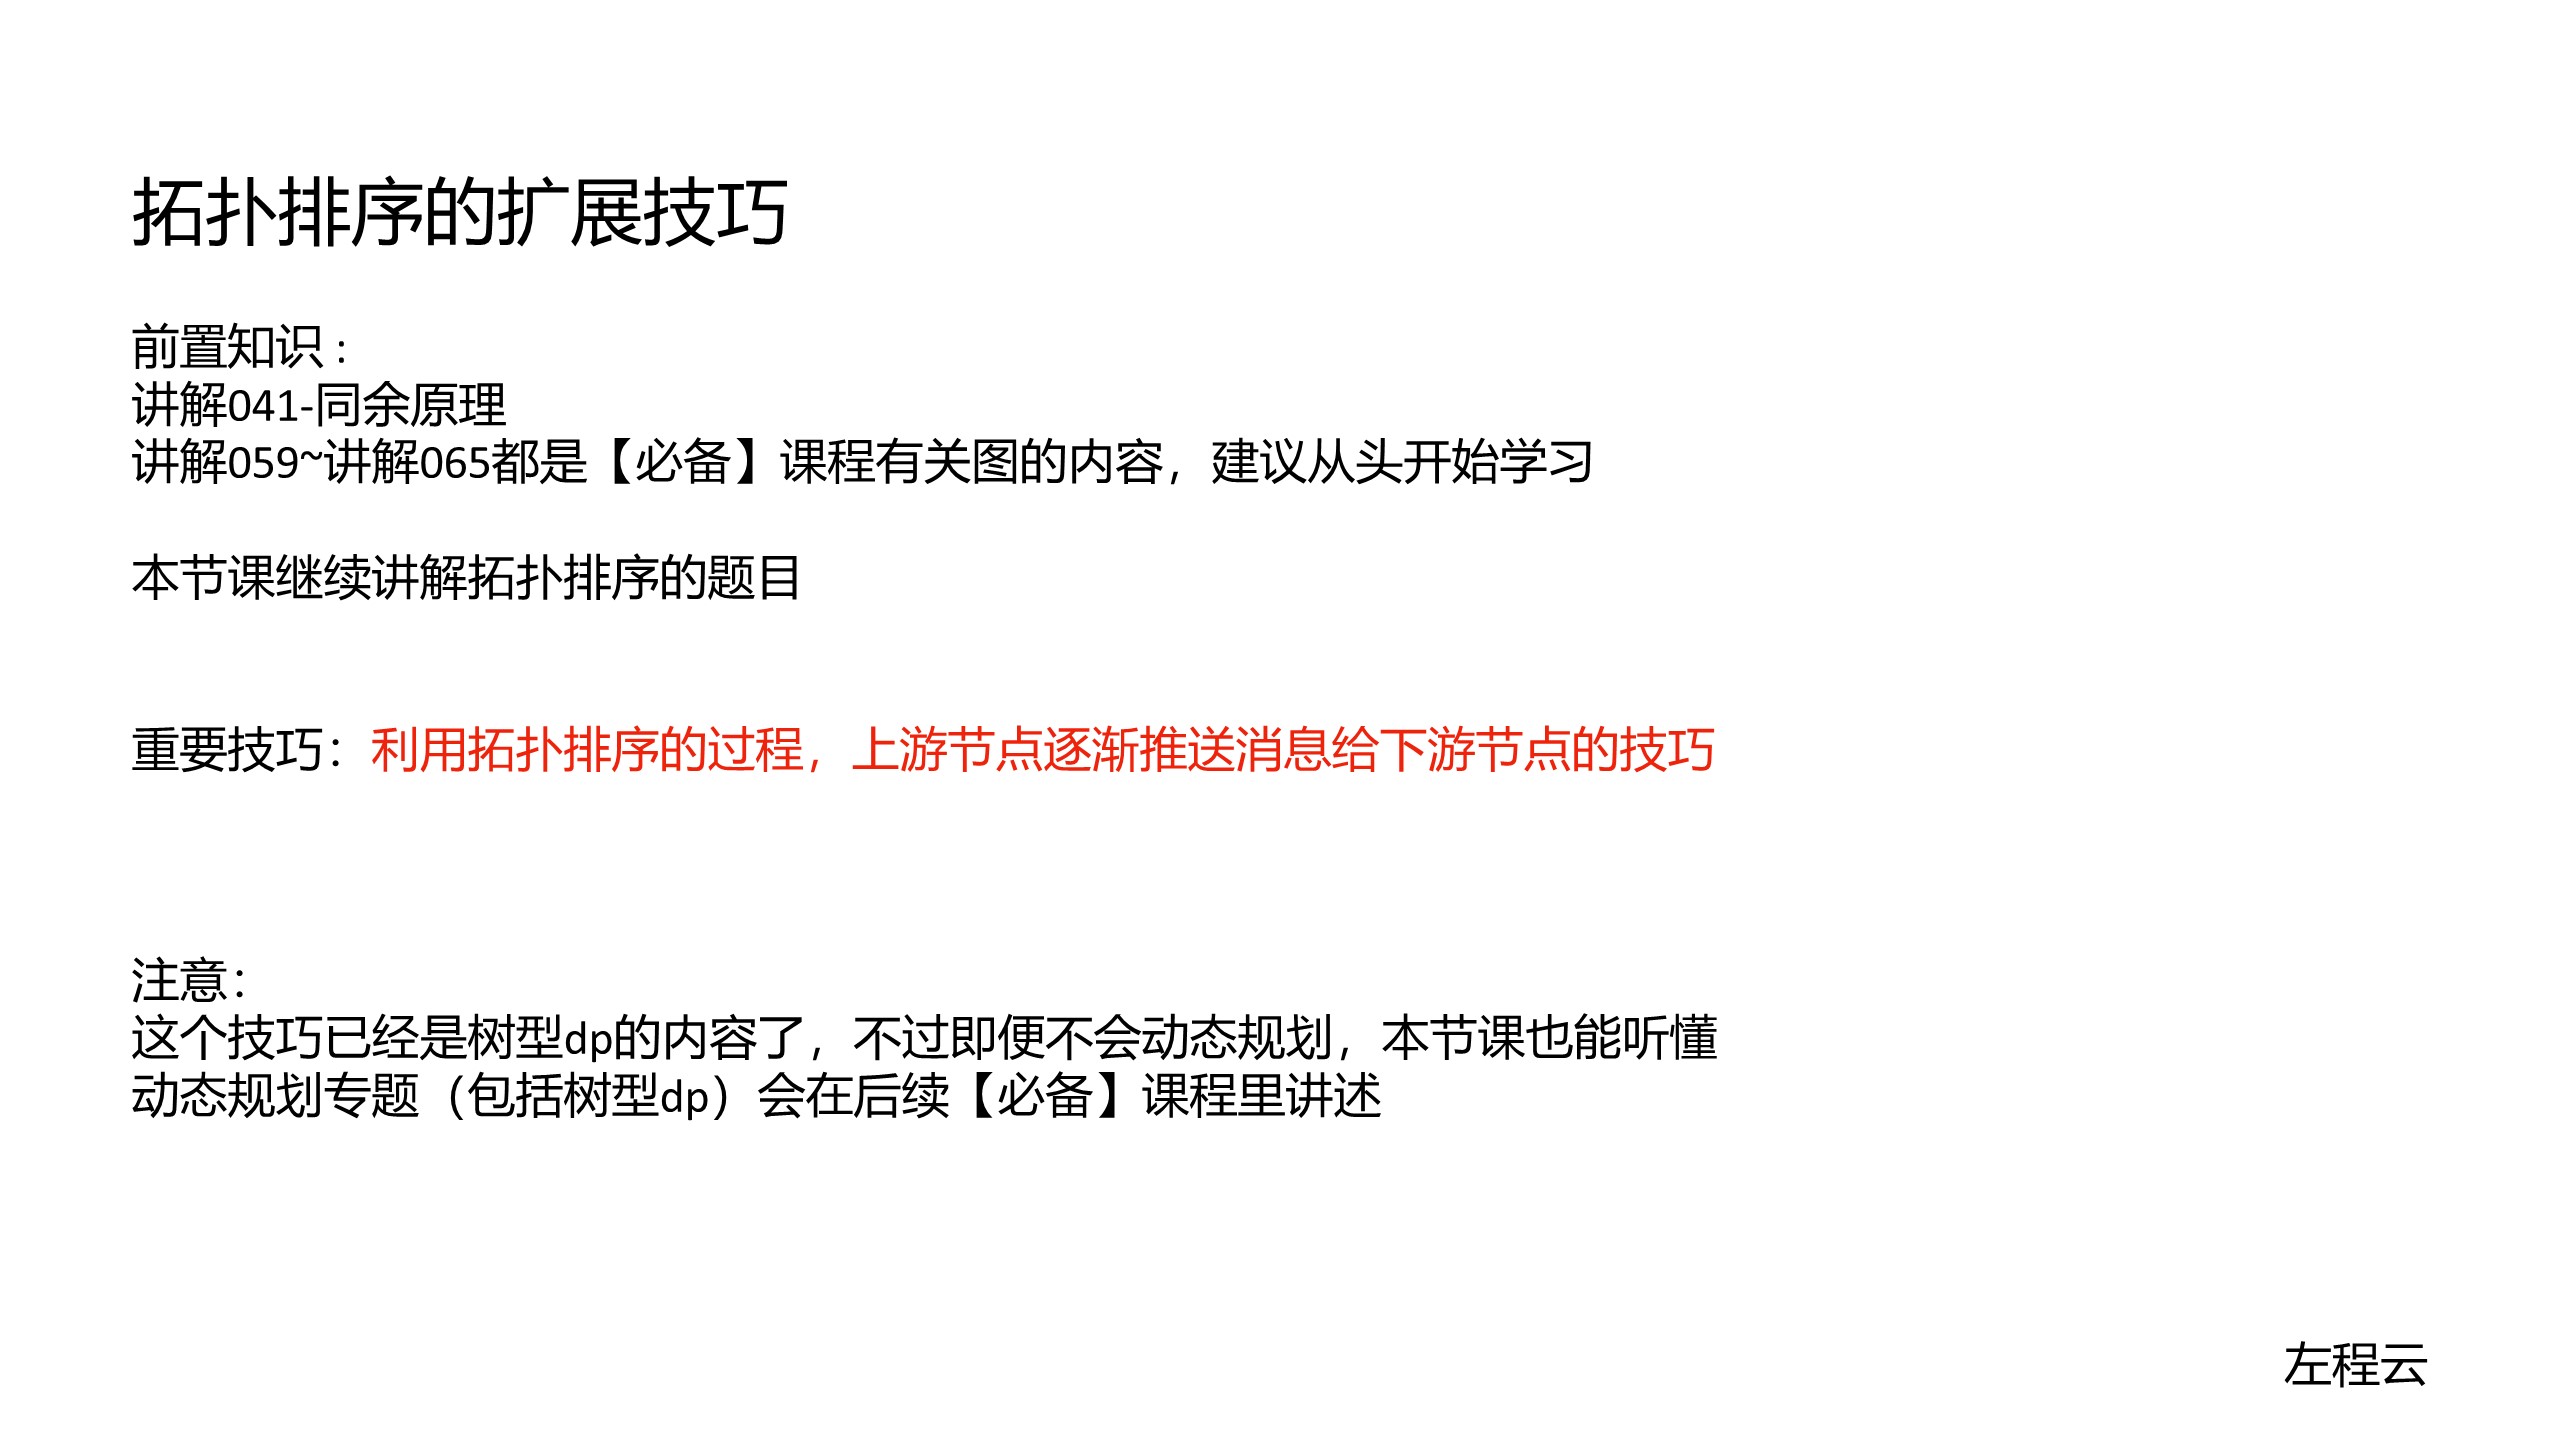 拓扑排序的扩展技巧
前置知识：
讲解041-同余原理
讲解059~讲解065都是【必备】课程有关图的内容，建议从头开始学习
本节课继续讲解拓扑排序的题目
重要技巧：利用拓扑排序的过程，上游节点逐渐推送消息给下游节点的技巧
注意：
这个技巧已经是树型dp的内容了，不过即便不会动态规划，本节课也能听懂
动态规划专题（包括树型dp）会在后续【必备】课程里讲述
左程云